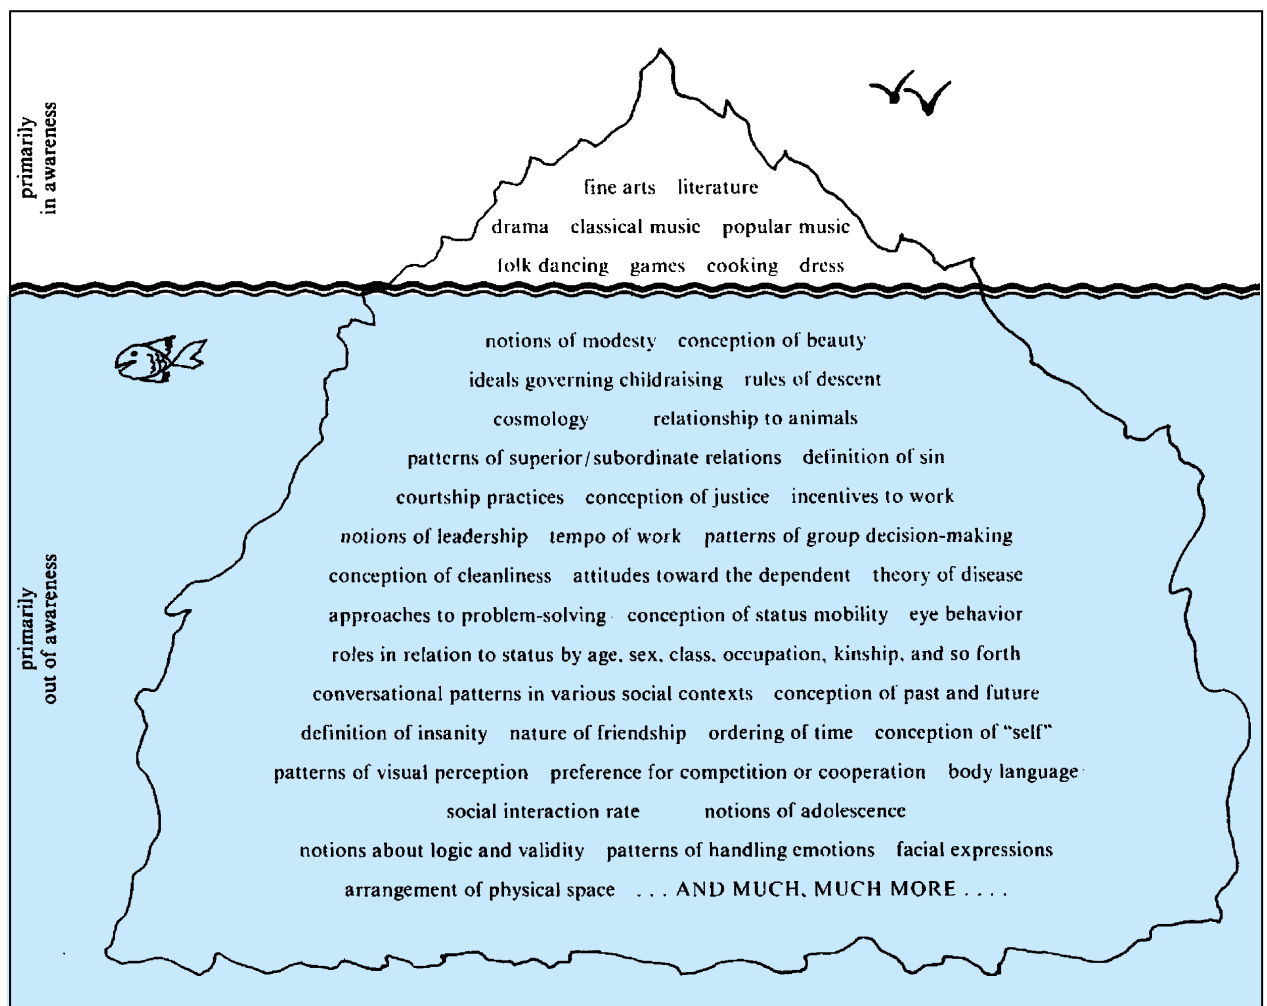 primarily
in awareness
fine arts literature
drama classical music popular music
folk dancing games cooking dress
notions of modesty conception of beauty
ideals governing childraising rules of descent
cosmology relationship to animals
patterns of superior/subordinate relations definition of sin
courtship practices conception of justice incentives to work
notions of leadership tempo of work patterns of group decision-making
conception of cleanliness attitudes toward the dependent theory of disease
approaches to problem-solving conception of status mobility eye behavior
roles in relation to status by age, sex, class, occupation, kinship, and so forth
conversational patterns in various social contexts conception of past and future
definition of insanity nature of friendship ordering of time conception of "self"
patterns of visual perception preference for competition or cooperation body language
social interaction rate notions of adolescence
notions about logic and validity patterns of handling emotions facial expressions
arrangement of physical space . . . AND MUCH, MUCH MORE . . . .
primarily
out of awareness